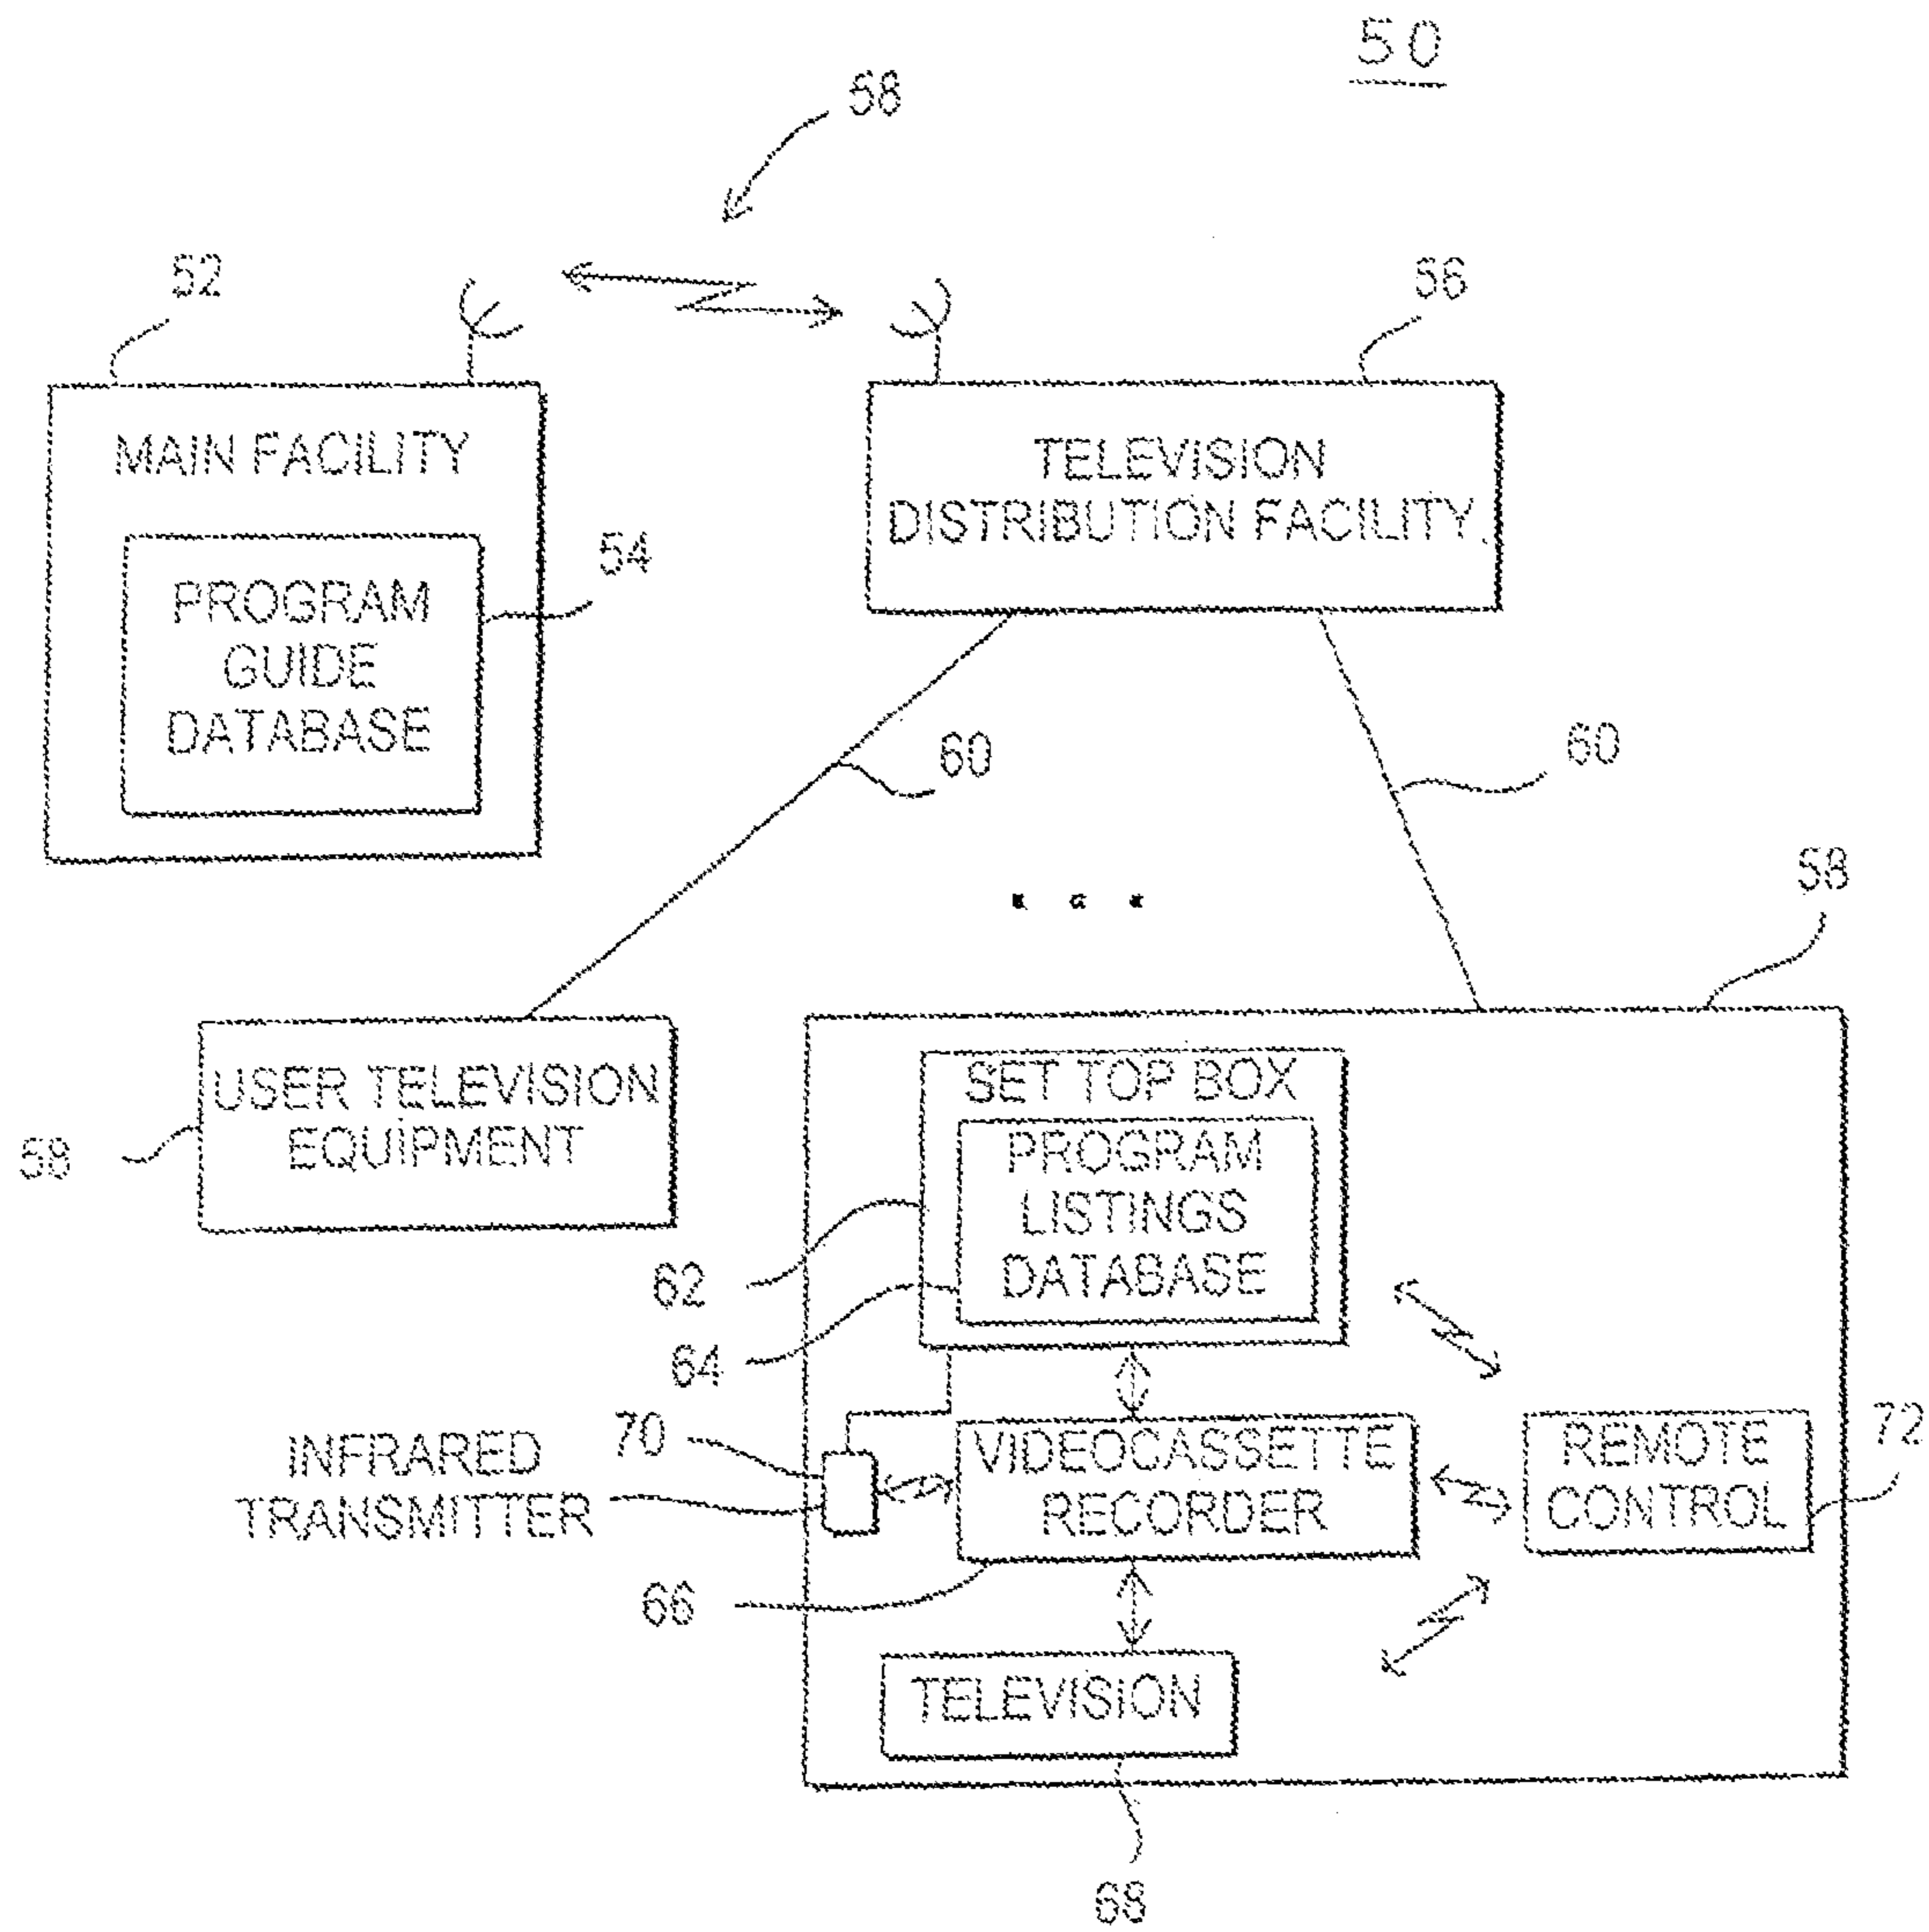 50
58
52
56
MAIN FACILITY
TELEVISION
DISTRIBUTION FACILITY
54
PROGRAM
GUIDE
DATABASE
60
60
58
USER TELEVISION
EQUIPMENT
58
SET TOP BOX
PROGRAM
LISTINGS
DATABASE
62
64
70
INFRARED
TRANSMITTER
VIDEOCASSETTE
RECORDER
REMOTE
CONTROL
72
66
TELEVISION
68